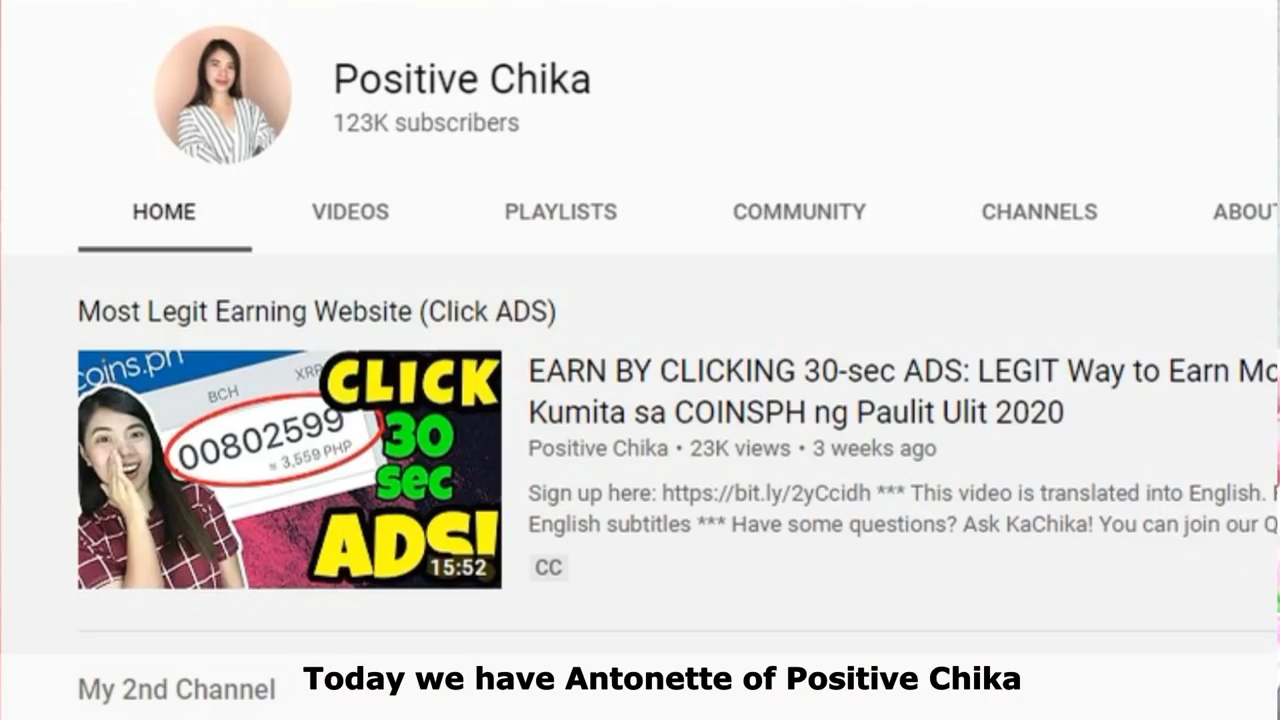 Positive Chika
123K subscribers
HOME VIDEOS PLAYLISTS COMMUNITY CHANNELS ABOU
Most Legit Earning Website (Click ADS)
coins.ph
BCH XRP
00802599
≈ 3,559 PHP
CLICK
30
sec
ADS!
15:52
EARN BY CLICKING 30-sec ADS: LEGIT Way to Earn Mo
Kumita sa COINSPH ng Paulit Ulit 2020
Positive Chika • 23K views • 3 weeks ago
Sign up here: https://bit.ly/2yCcidh *** This video is translated into English.
English subtitles *** Have some questions? Ask KaChika! You can join our Q
CC
My 2nd Channel
Today we have Antonette of Positive Chika